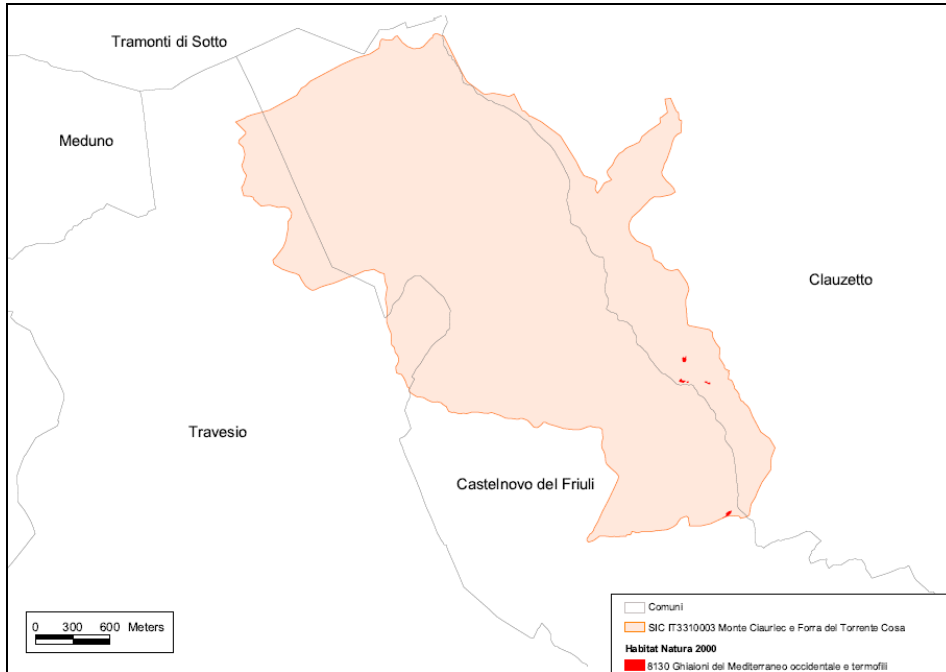 Tramonti di Sotto
Meduno
Clauzetto
Travesio
Castelnovo del Friuli
0 300 600 Meters
Comuni
SIC IT3310003 Monte Ciaurlec e Forra del Torrente Cosa
Habitat Natura 2000
8130 Ghiaioni del Mediterraneo occidentale e termofili